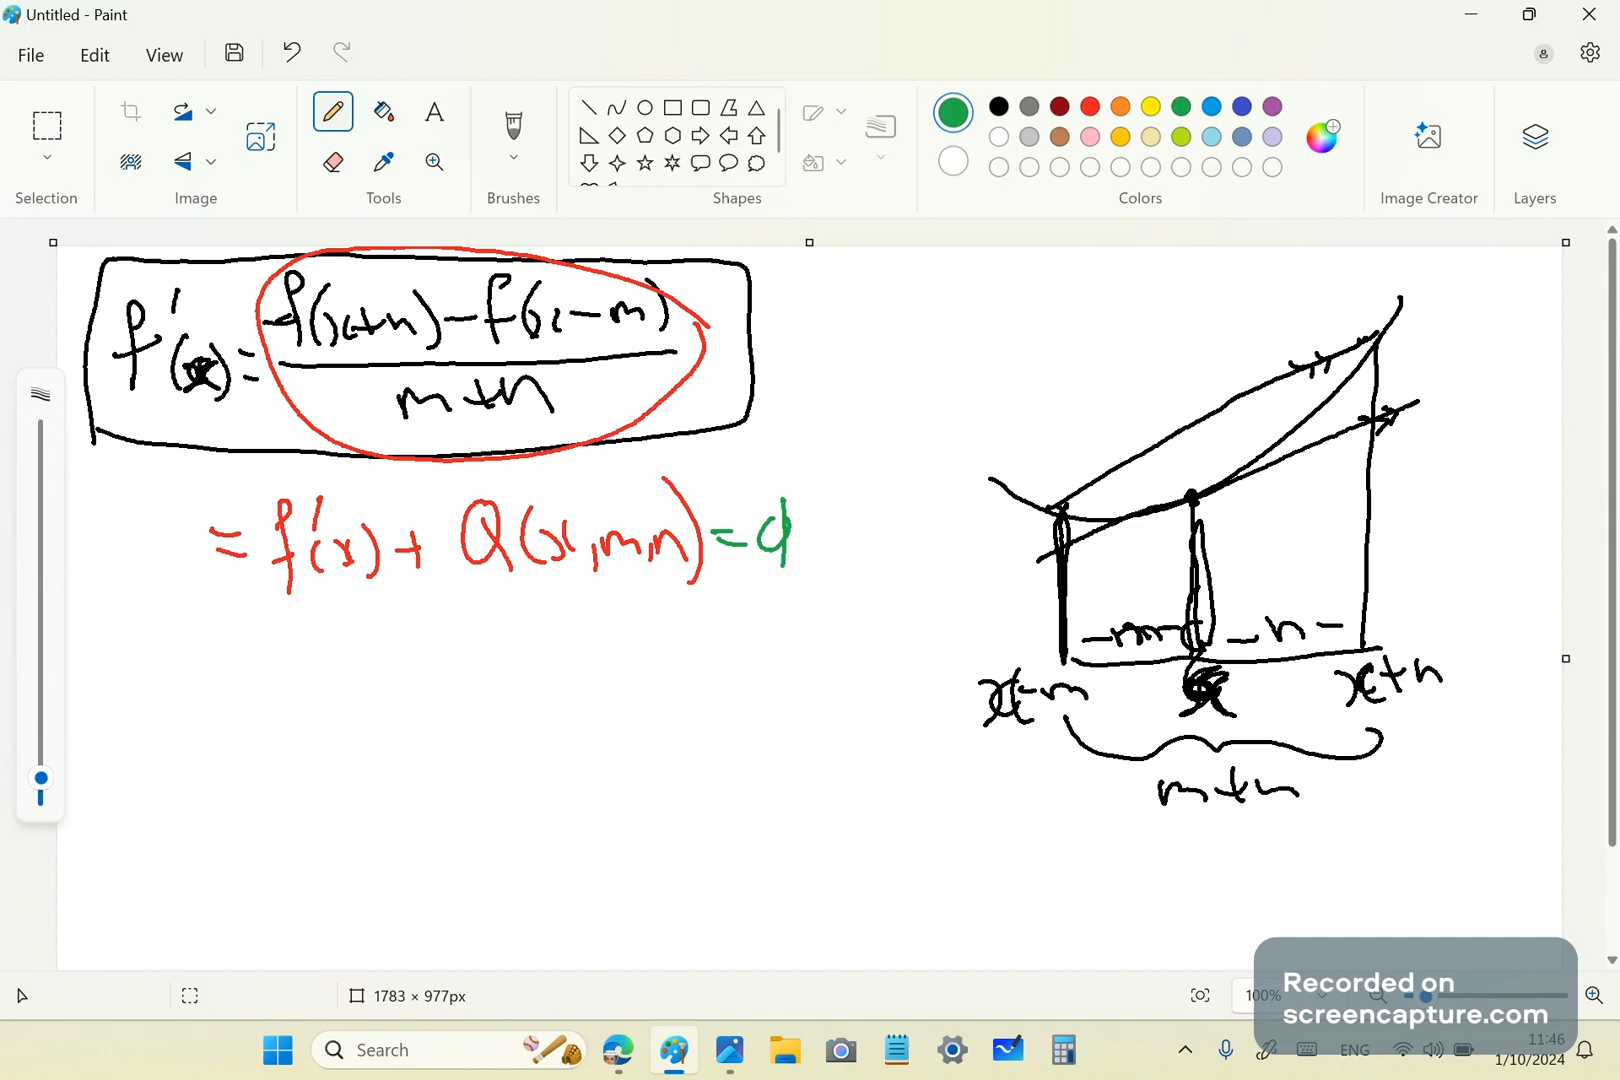 Untitled - Paint
File Edit View
Selection Image Tools Brushes Shapes Colors Image Creator Layers
f'(x) = f(x+n) - f(x-m)
m+n
= f'(x) + Q(x,m,n) = d
m n
x-m x x+n
m+n
1783 × 977px
100%
Recorded on
screencapture.com
Search
ENG
11:46
1/10/2024